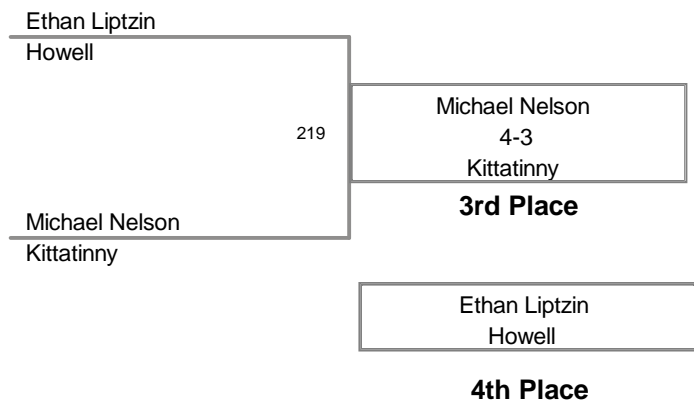 Ethan Liptzin
Howell
219
Michael Nelson
4-3
Kittatinny
3rd Place
Michael Nelson
Kittatinny
Ethan Liptzin
Howell
4th Place